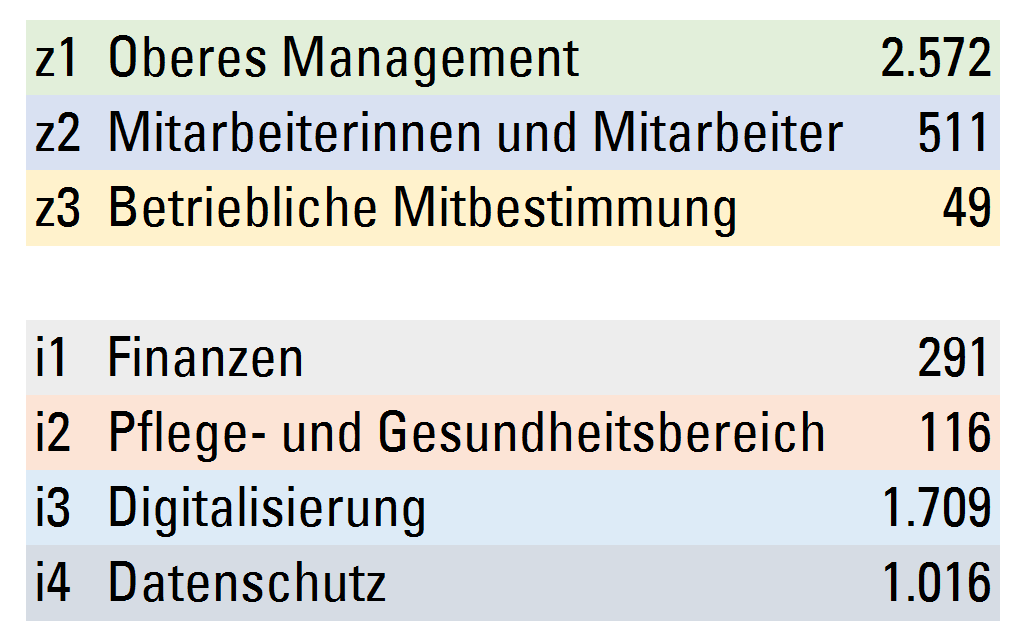 z1 Oberes Management 2.572
z2 Mitarbeiterinnen und Mitarbeiter 511
z3 Betriebliche Mitbestimmung 49
i1 Finanzen 291
i2 Pflege- und Gesundheitsbereich 116
i3 Digitalisierung 1.709
i4 Datenschutz 1.016